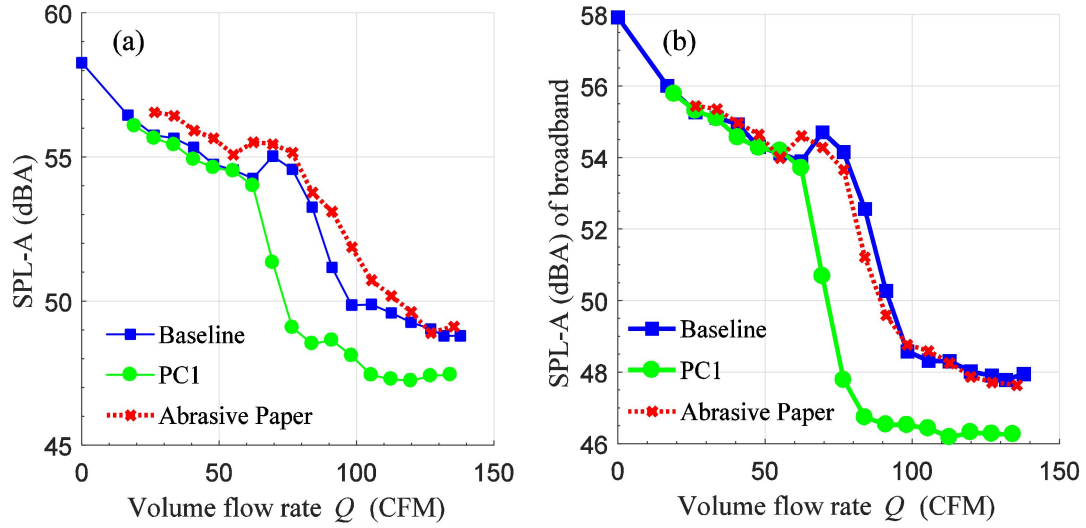 (a)
60
55
50
45
SPL-A (dBA)
Baseline
PC1
Abrasive Paper
0 50 100 150
Volume flow rate Q (CFM)
(b)
58
56
54
52
50
48
46
SPL-A (dBA) of broadband
Baseline
PC1
Abrasive Paper
0 50 100 150
Volume flow rate Q (CFM)